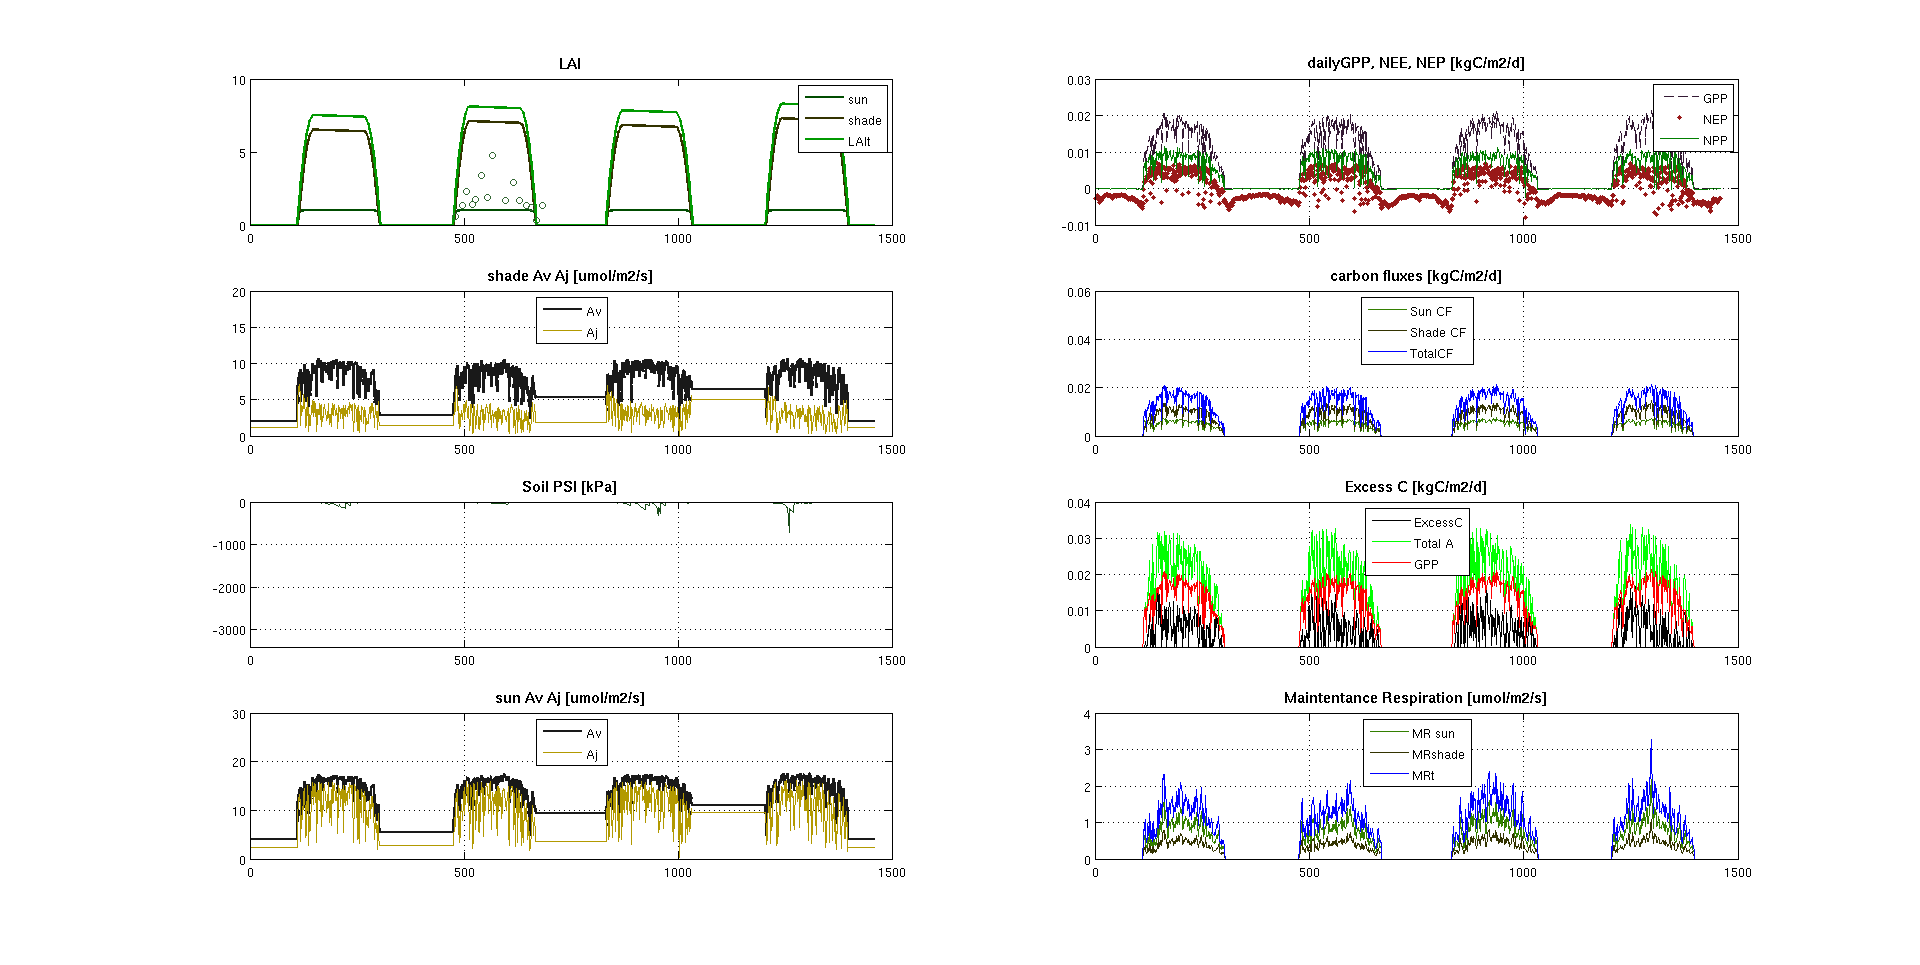 LAI
10
5
0
0
500
1000
1500
sun
shade
LAIt
dailyGPP, NEE, NEP [kgC/m2/d]
0.03
0.02
0.01
0
-0.01
0
500
1000
1500
GPP
NEP
NPP
shade Av Aj [umol/m2/s]
20
15
10
5
0
0
500
1000
1500
Av
Aj
carbon fluxes [kgC/m2/d]
0.06
0.04
0.02
0
0
500
1000
1500
Sun CF
Shade CF
TotalCF
Soil PSI [kPa]
0
-1000
-2000
-3000
0
500
1000
1500
Excess C [kgC/m2/d]
0.04
0.03
0.02
0.01
0
0
500
1000
1500
ExcessC
Total A
GPP
sun Av Aj [umol/m2/s]
30
20
10
0
0
500
1000
1500
Av
Aj
Maintentance Respiration [umol/m2/s]
4
3
2
1
0
0
500
1000
1500
MR sun
MRshade
MRt